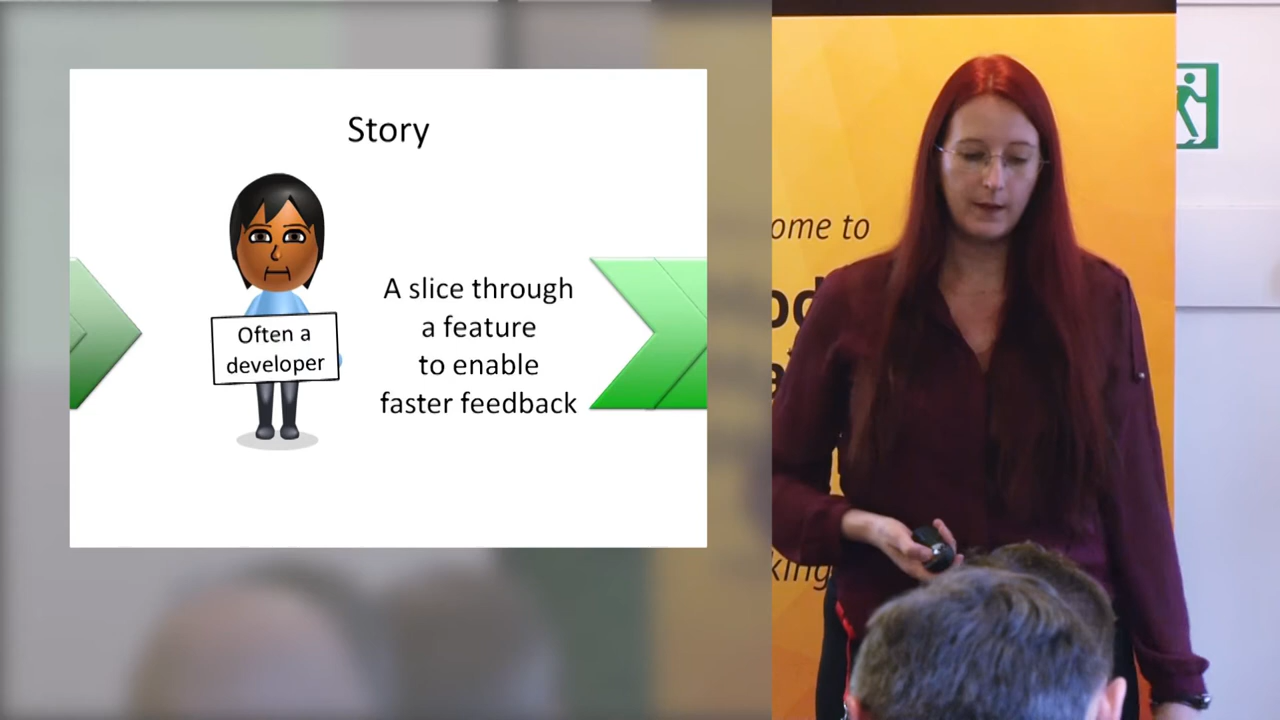 Story
Often a
developer
A slice through
a feature
to enable
faster feedback
ome to
king